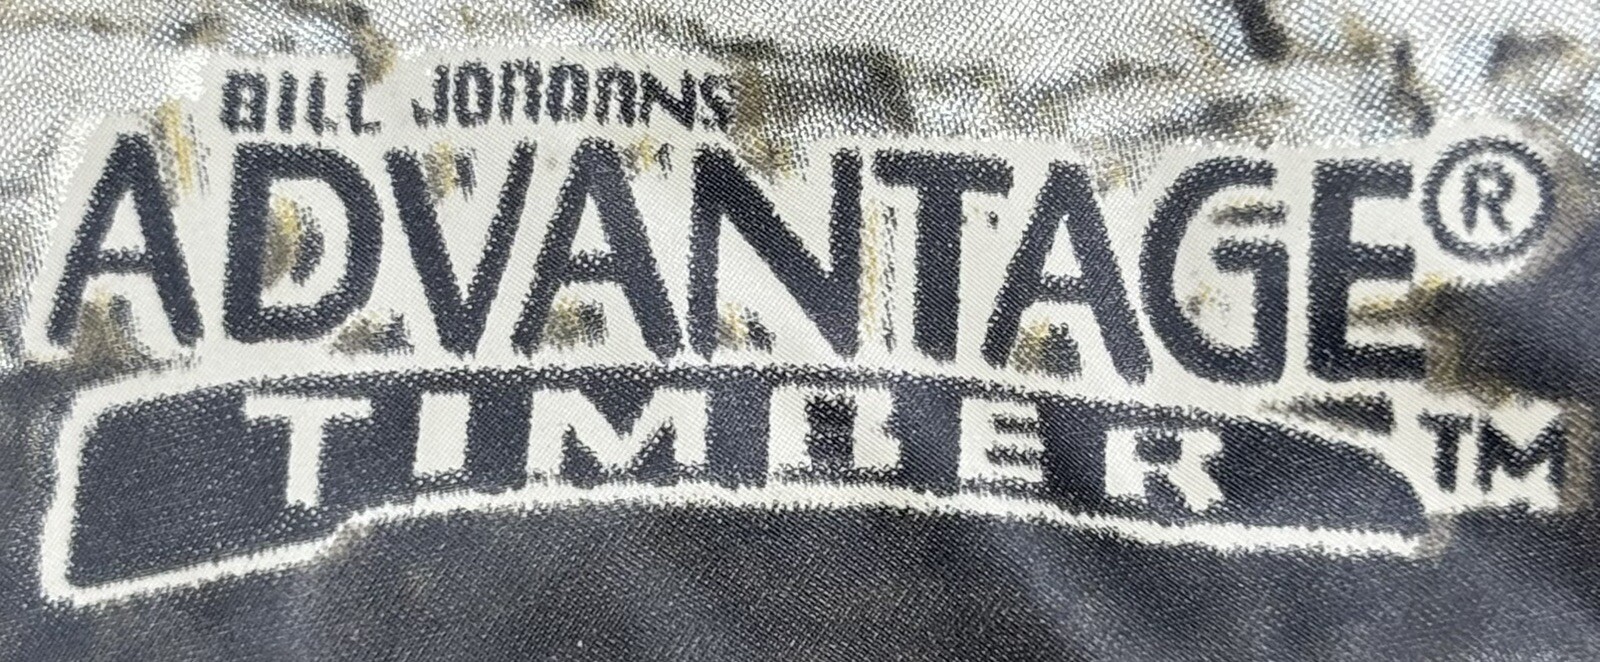 BILL JORDANS
ADVANTAGE®
TIMBER™